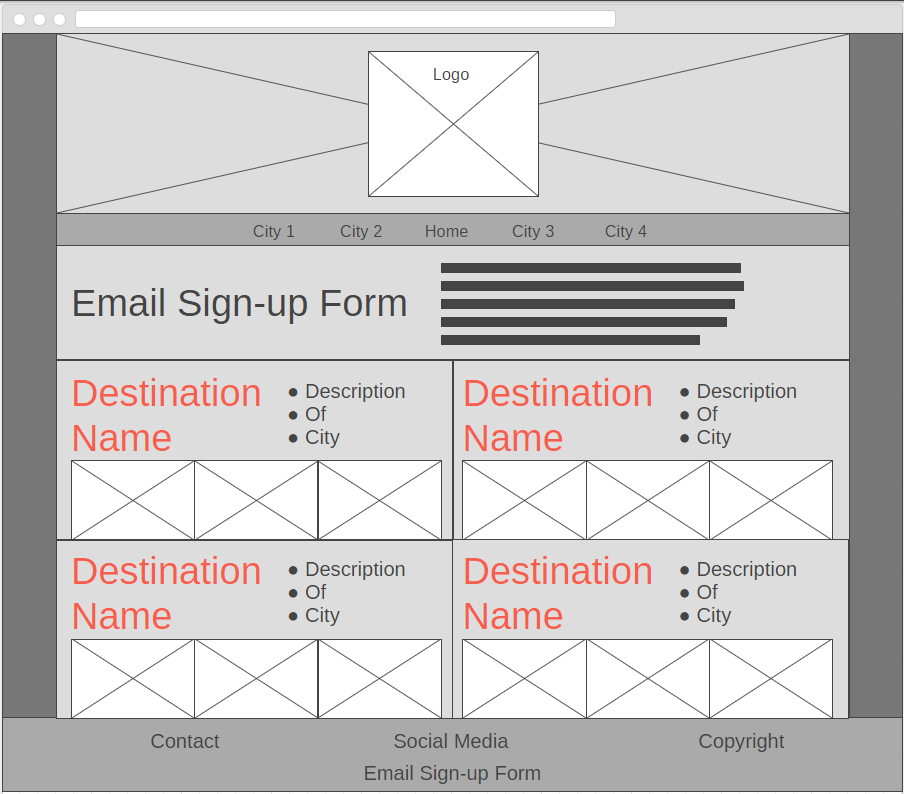 Logo
City 1 City 2 Home City 3 City 4
Email Sign-up Form
Destination
Name
● Description
● Of
● City
Destination
Name
● Description
● Of
● City
Destination
Name
● Description
● Of
● City
Destination
Name
● Description
● Of
● City
Contact Social Media Copyright
Email Sign-up Form